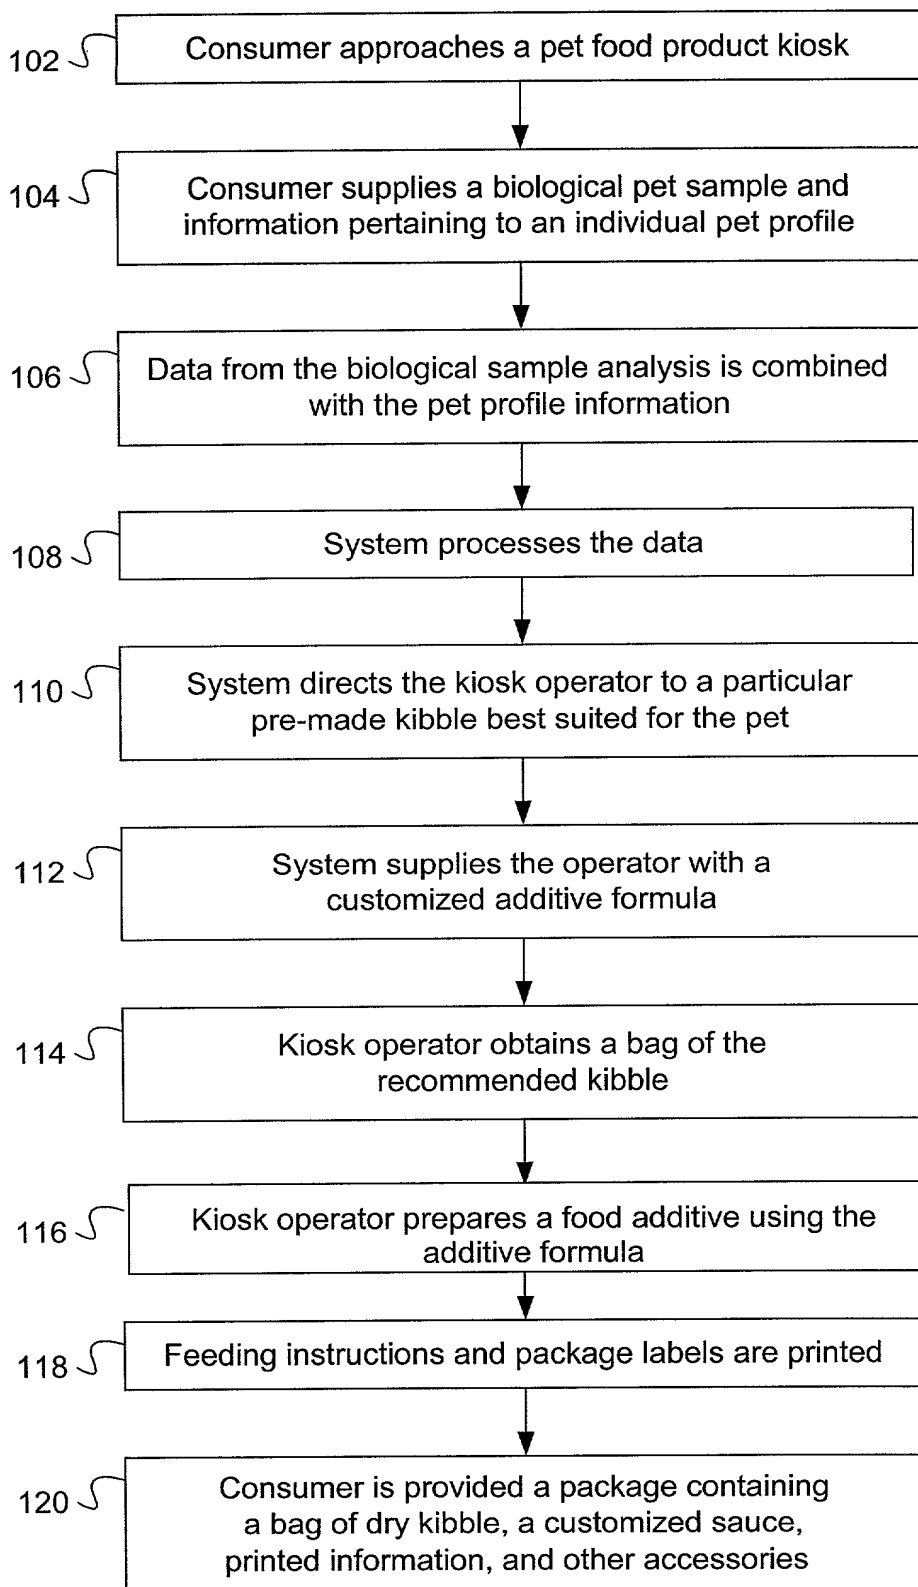 102
Consumer approaches a pet food product kiosk
104
Consumer supplies a biological pet sample and
information pertaining to an individual pet profile
106
Data from the biological sample analysis is combined
with the pet profile information
108
System processes the data
110
System directs the kiosk operator to a particular
pre-made kibble best suited for the pet
112
System supplies the operator with a
customized additive formula
114
Kiosk operator obtains a bag of the
recommended kibble
116
Kiosk operator prepares a food additive using the
additive formula
118
Feeding instructions and package labels are printed
120
Consumer is provided a package containing
a bag of dry kibble, a customized sauce,
printed information, and other accessories